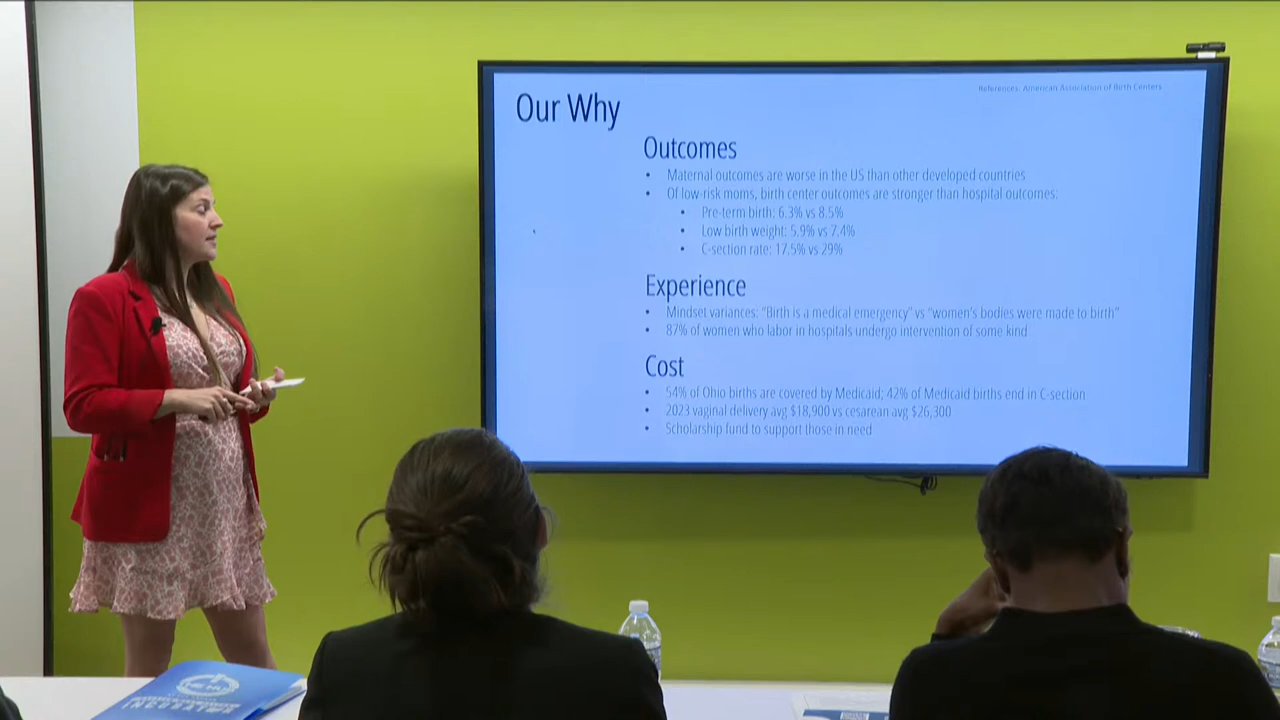 References: American Association of Birth Centers
Our Why
Outcomes
• Maternal outcomes are worse in the US than other developed countries
• Of low-risk moms, birth center outcomes are stronger than hospital outcomes:
• Pre-term birth: 6.3% vs 8.5%
• Low birth weight: 5.9% vs 7.4%
• C-section rate: 17.5% vs 29%
Experience
• Mindset variances: “Birth is a medical emergency” vs “women’s bodies were made to birth”
• 87% of women who labor in hospitals undergo intervention of some kind
Cost
• 54% of Ohio births are covered by Medicaid; 42% of Medicaid births end in C-section
• 2023 vaginal delivery avg $18,900 vs cesarean avg $26,300
• Scholarship fund to support those in need
INCUBATOR